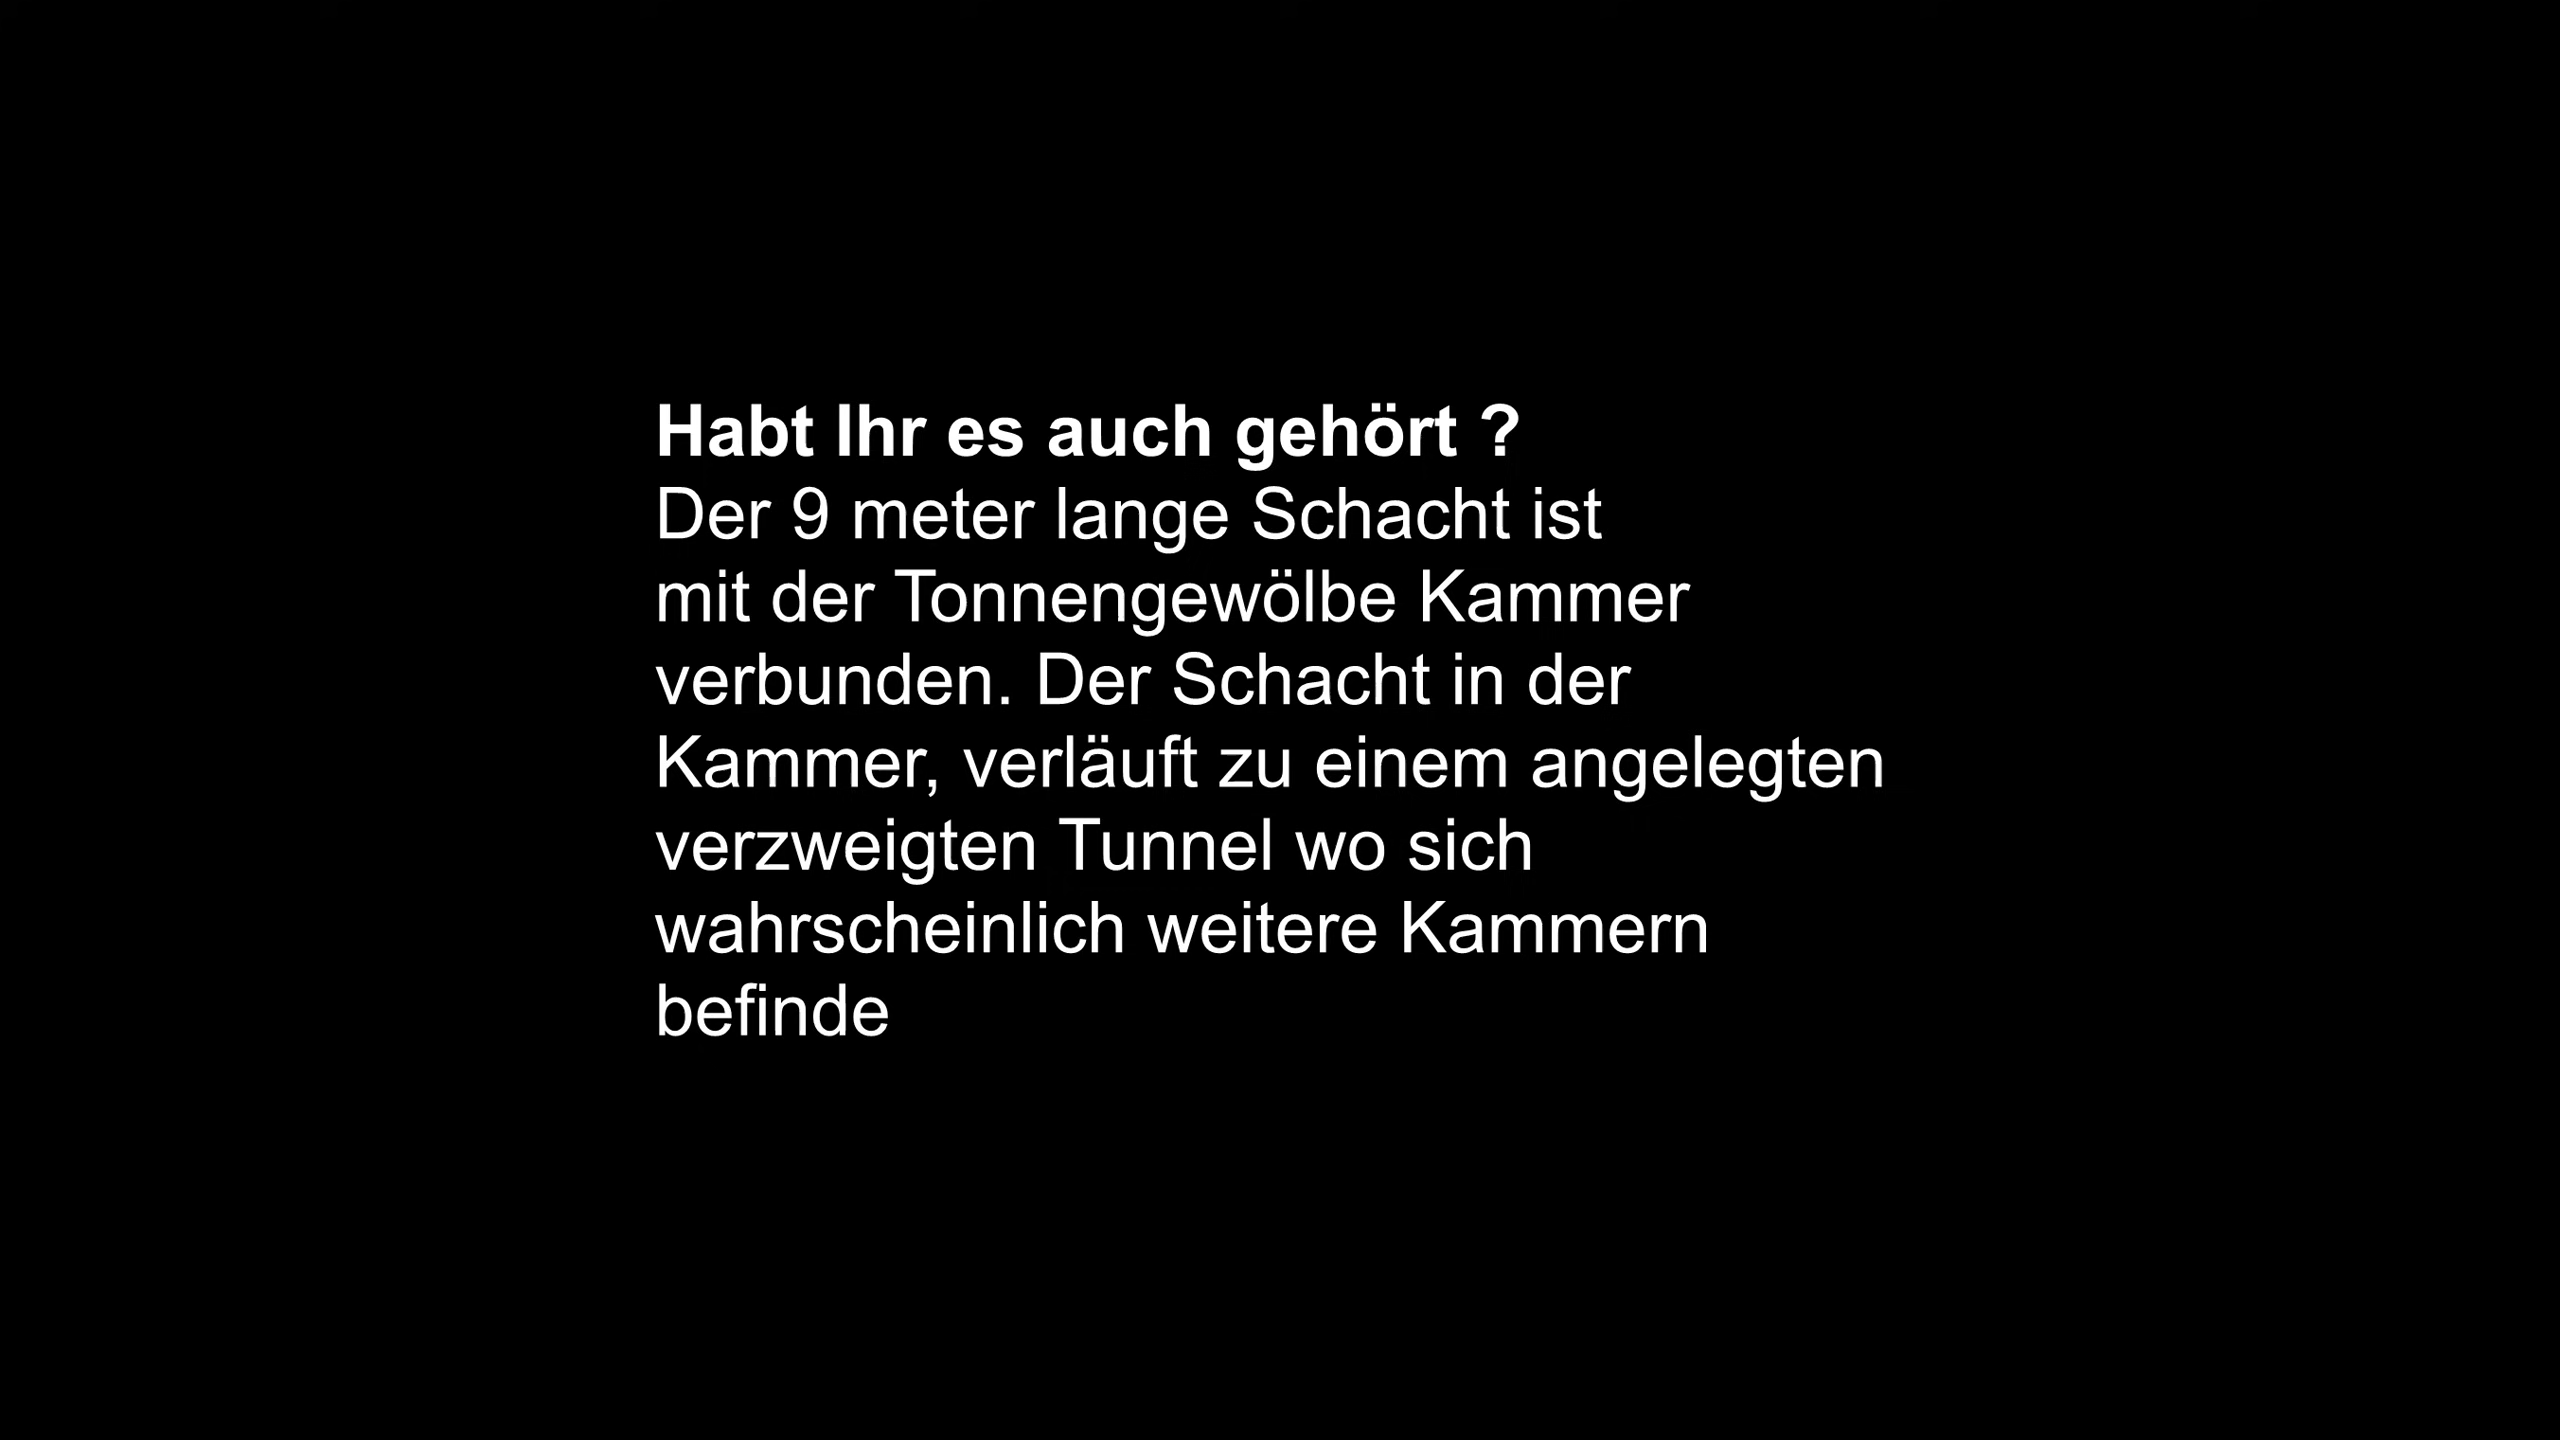 Habt Ihr es auch gehört ?
Der 9 meter lange Schacht ist
mit der Tonnengewölbe Kammer
verbunden. Der Schacht in der
Kammer, verläuft zu einem angelegten
verzweigten Tunnel wo sich
wahrscheinlich weitere Kammern
befinde